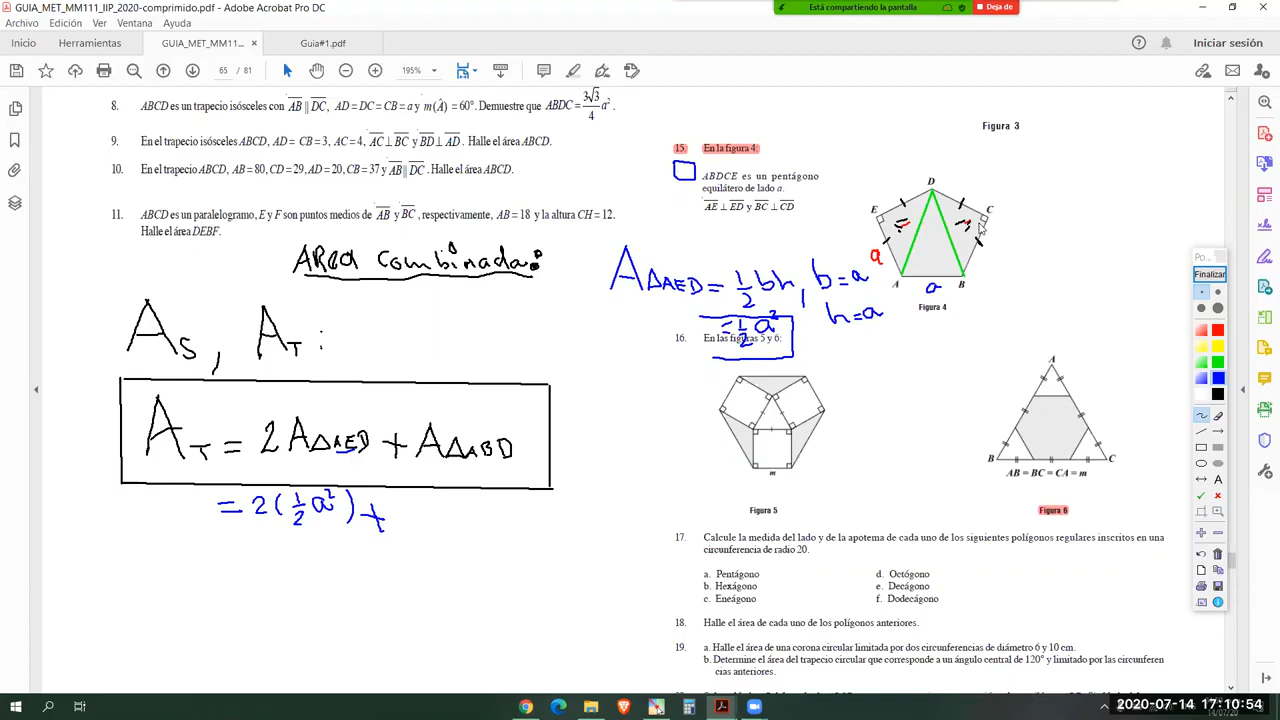 GUIA_MET_MM111_IIP_2020-comprimido.pdf - Adobe Acrobat Pro DC
Está compartiendo la pantalla
Deja de
Archivo Edición Ver Ventana Ayuda
Inicio Herramientas GUIA_MET_MM111_... × Guia#1.pdf Iniciar sesión
65 / 81 195%
8. ABCD es un trapecio isósceles con AB || DC, AD = DC = CB = a y m(Â) = 60°. Demuestre que ABDC = 3√3/4 a².
9. En el trapecio isósceles ABCD, AD = CB = 3, AC = 4, AC ⊥ BC y BD ⊥ AD. Halle el área ABCD.
10. En el trapecio ABCD, AB = 80, CD = 29, AD = 20, CB = 37 y AB || DC. Halle el área ABCD.
11. ABCD es un paralelogramo, E y F son puntos medios de AB y BC, respectivamente, AB = 18 y la altura CH = 12.
Halle el área DEBF.
AREA combinada:
A_S, A_T :
A_T = 2A△AED + A△ABD
= 2(1/2 a²) +
Figura 3
15. En la figura 4:
ABDCE es un pentágono
equilátero de lado a.
AE ⊥ ED y BC ⊥ CD
D
E
C
a
A
a
B
Figura 4
A△AED = 1/2 bh, b=a
h=a
= 1/2 a²
16. En las figuras 5 y 6:
m
Figura 5
A
B
C
AB = BC = CA = m
Figura 6
17. Calcule la medida del lado y de la apotema de cada uno de los siguientes polígonos regulares inscritos en una
circunferencia de radio 20.
a. Pentágono d. Octógono
b. Hexágono e. Decágono
c. Eneágono f. Dodecágono
18. Halle el área de cada uno de los polígonos anteriores.
19. a. Halle el área de una corona circular limitada por dos circunferencias de diámetro 6 y 10 cm.
b. Determine el área del trapecio circular que corresponde a un ángulo central de 120° y limitado por las circunferen
cias anteriores.
Po...
Finalizar
2020-07-14 17:10:54